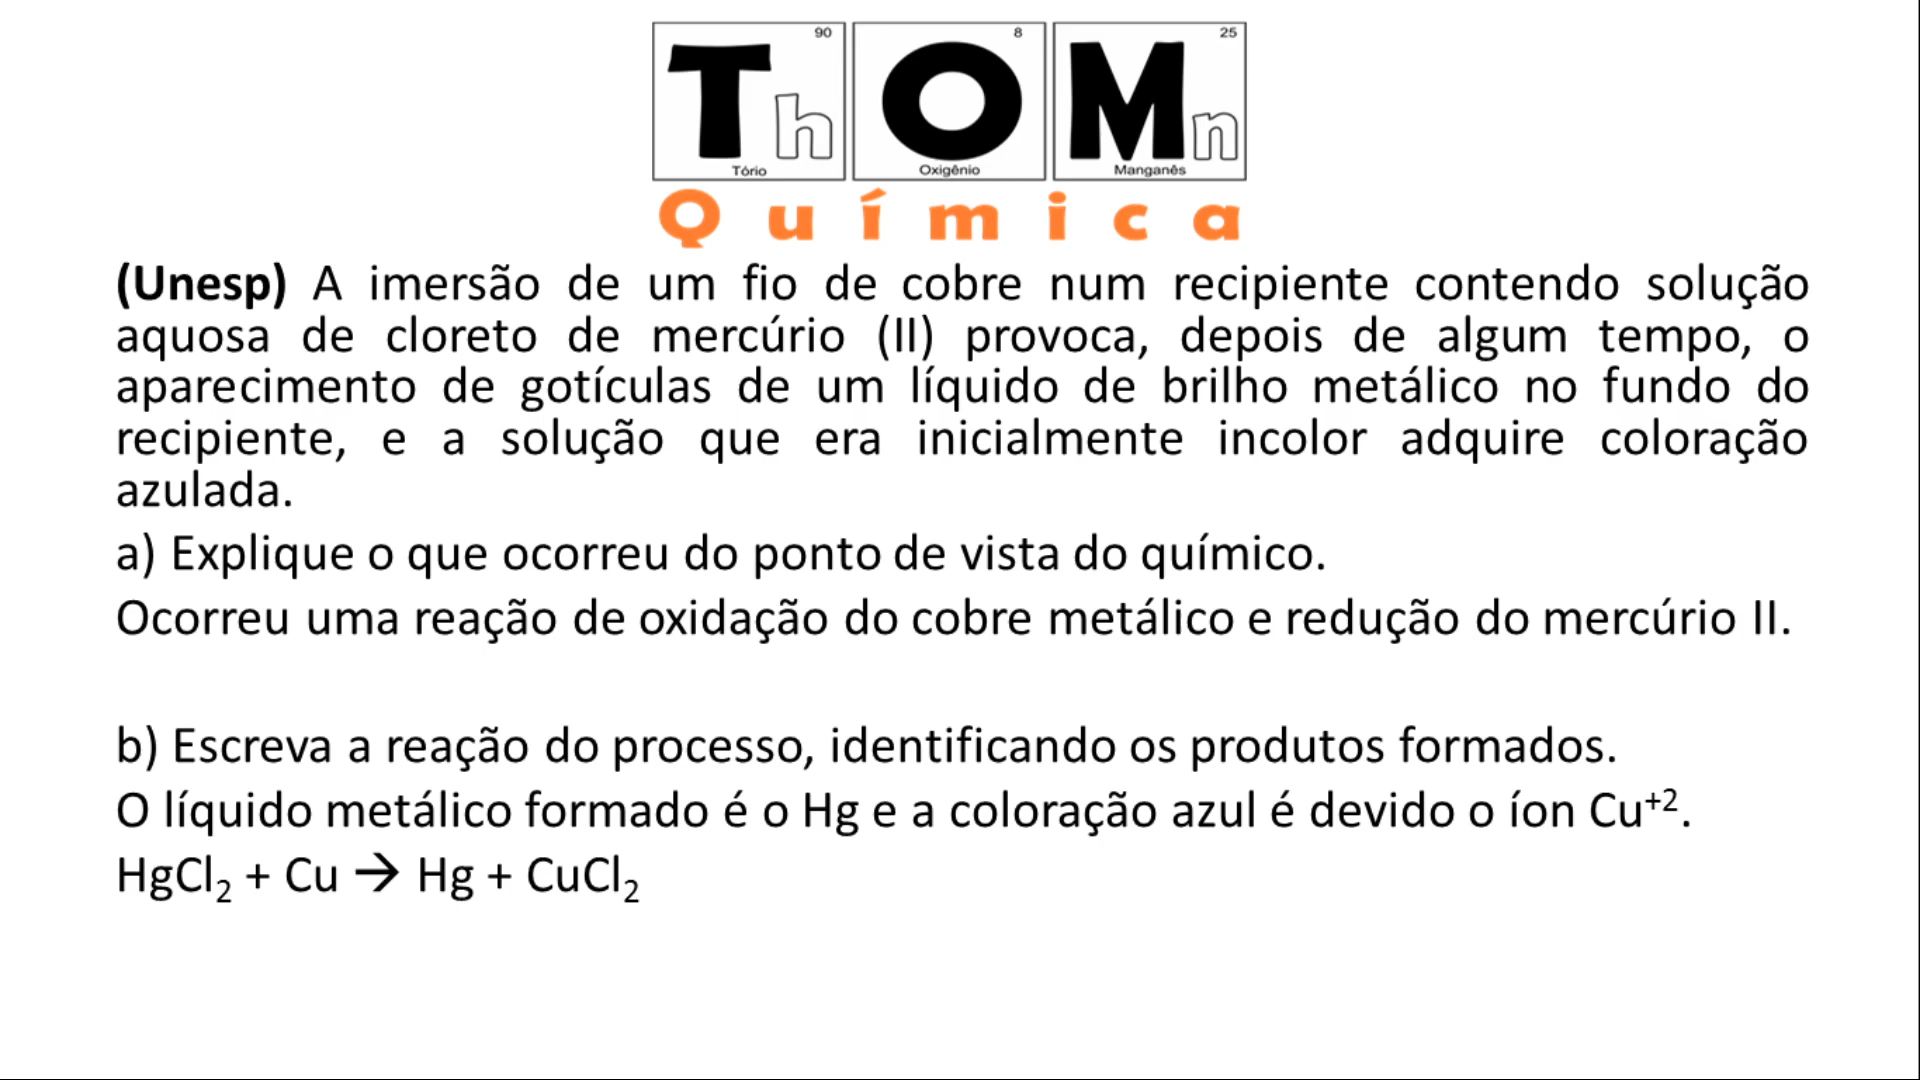 90 8 25
Th O Mn
Tório Oxigênio Manganês
Química
(Unesp) A imersão de um fio de cobre num recipiente contendo solução
aquosa de cloreto de mercúrio (II) provoca, depois de algum tempo, o
aparecimento de gotículas de um líquido de brilho metálico no fundo do
recipiente, e a solução que era inicialmente incolor adquire coloração
azulada.
a) Explique o que ocorreu do ponto de vista do químico.
Ocorreu uma reação de oxidação do cobre metálico e redução do mercúrio II.
b) Escreva a reação do processo, identificando os produtos formados.
O líquido metálico formado é o Hg e a coloração azul é devido o íon Cu⁺².
HgCl₂ + Cu → Hg + CuCl₂